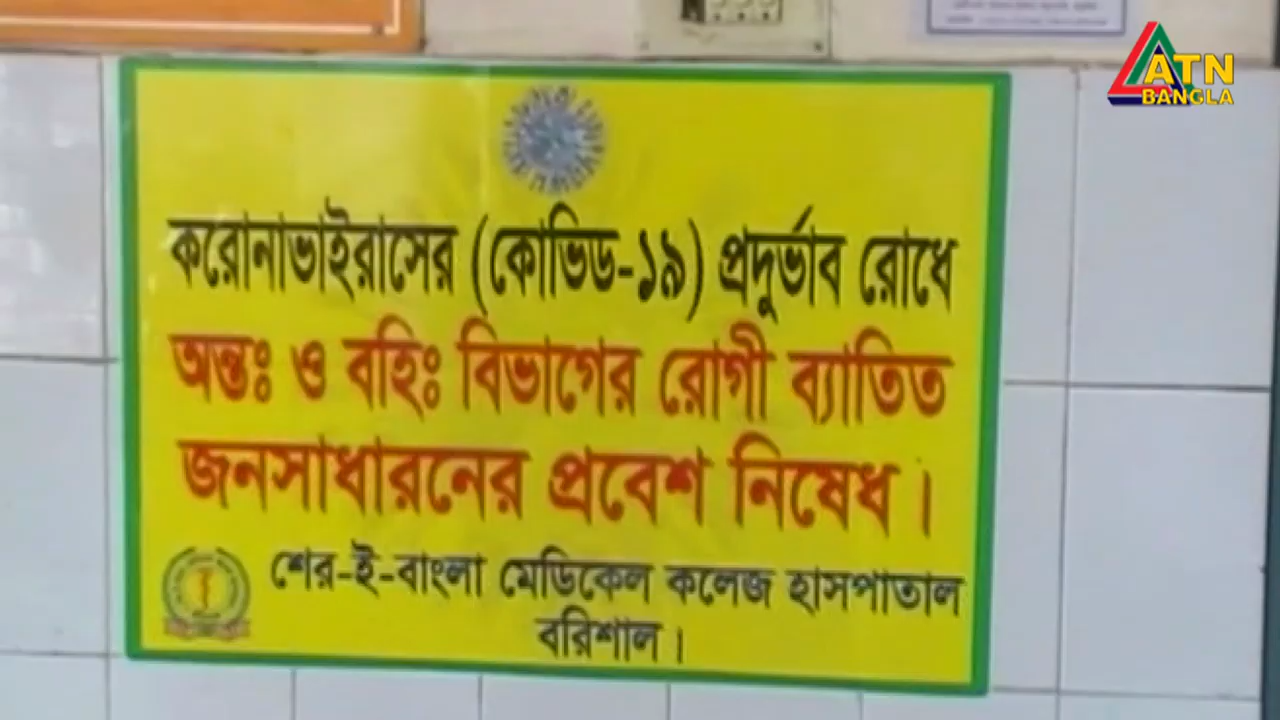 ATN
BANGLA
করোনাভাইরাসের (কোভিড-১৯) প্রদুর্ভাব রোধে
অন্তঃ ও বহিঃ বিভাগের রোগী ব্যাতিত
জনসাধারনের প্রবেশ নিষেধ।
শের-ই-বাংলা মেডিকেল কলেজ হাসপাতাল
বরিশাল।